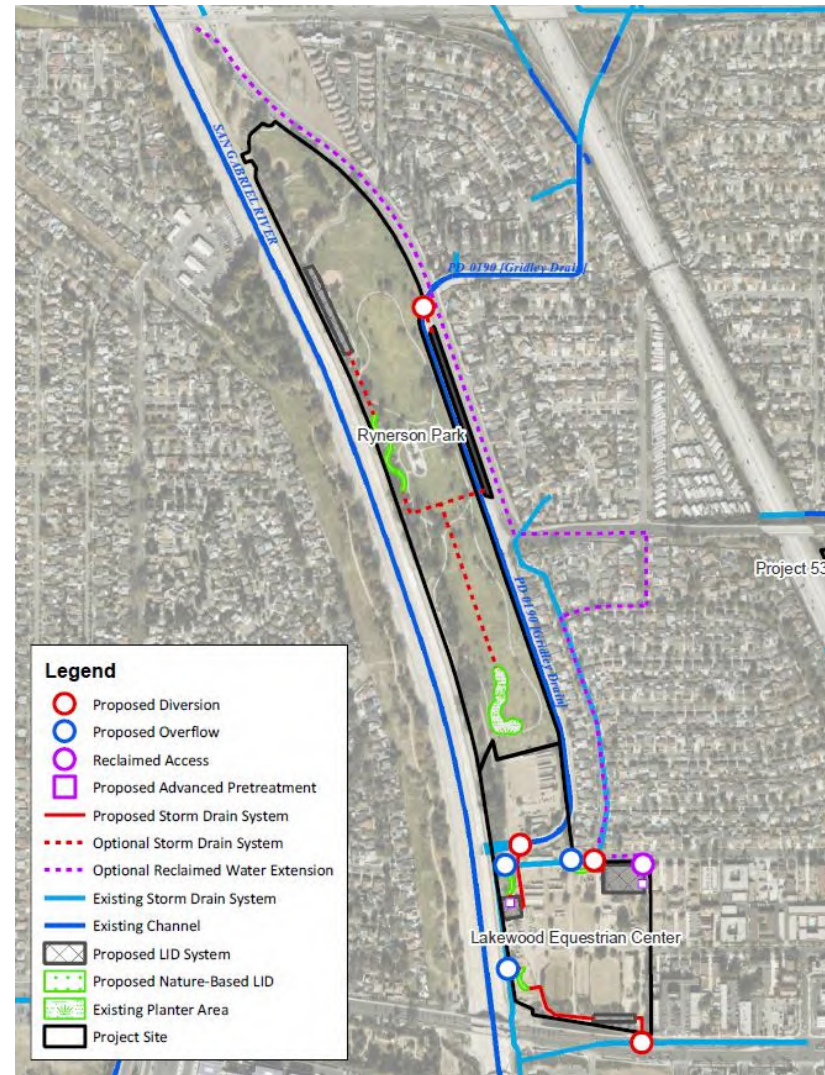 SAN GABRIEL RIVER
PD 0190 [Gridley Drain]
Rynerson Park
Project 53
PD 0190 [Gridley Drain]
Lakewood Equestrian Center
Legend
Proposed Diversion
Proposed Overflow
Reclaimed Access
Proposed Advanced Pretreatment
Proposed Storm Drain System
Optional Storm Drain System
Optional Reclaimed Water Extension
Existing Storm Drain System
Existing Channel
Proposed LID System
Proposed Nature-Based LID
Existing Planter Area
Project Site